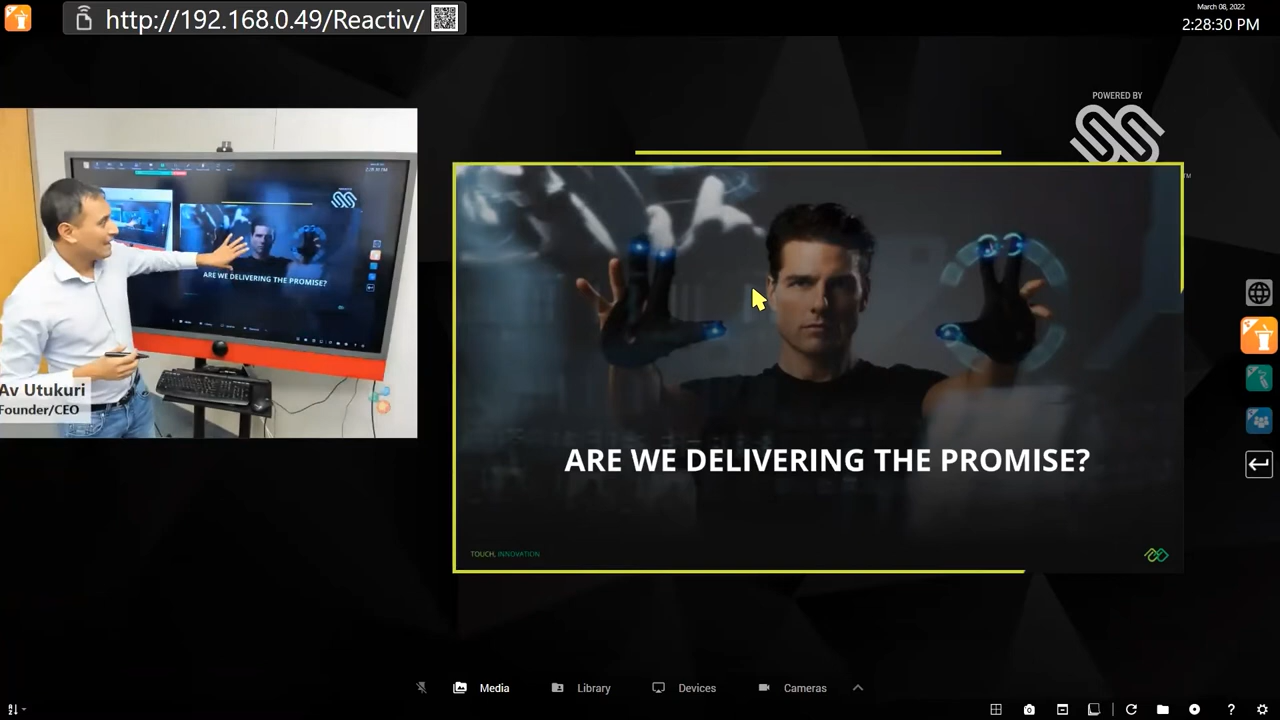 http://192.168.0.49/Reactiv/
March 08, 2022
2:28:30 PM
POWERED BY
TM
ARE WE DELIVERING THE PROMISE?
Av Utukuri
Founder/CEO
ARE WE DELIVERING THE PROMISE?
TOUCH, INNOVATION
Media
Library
Devices
Cameras